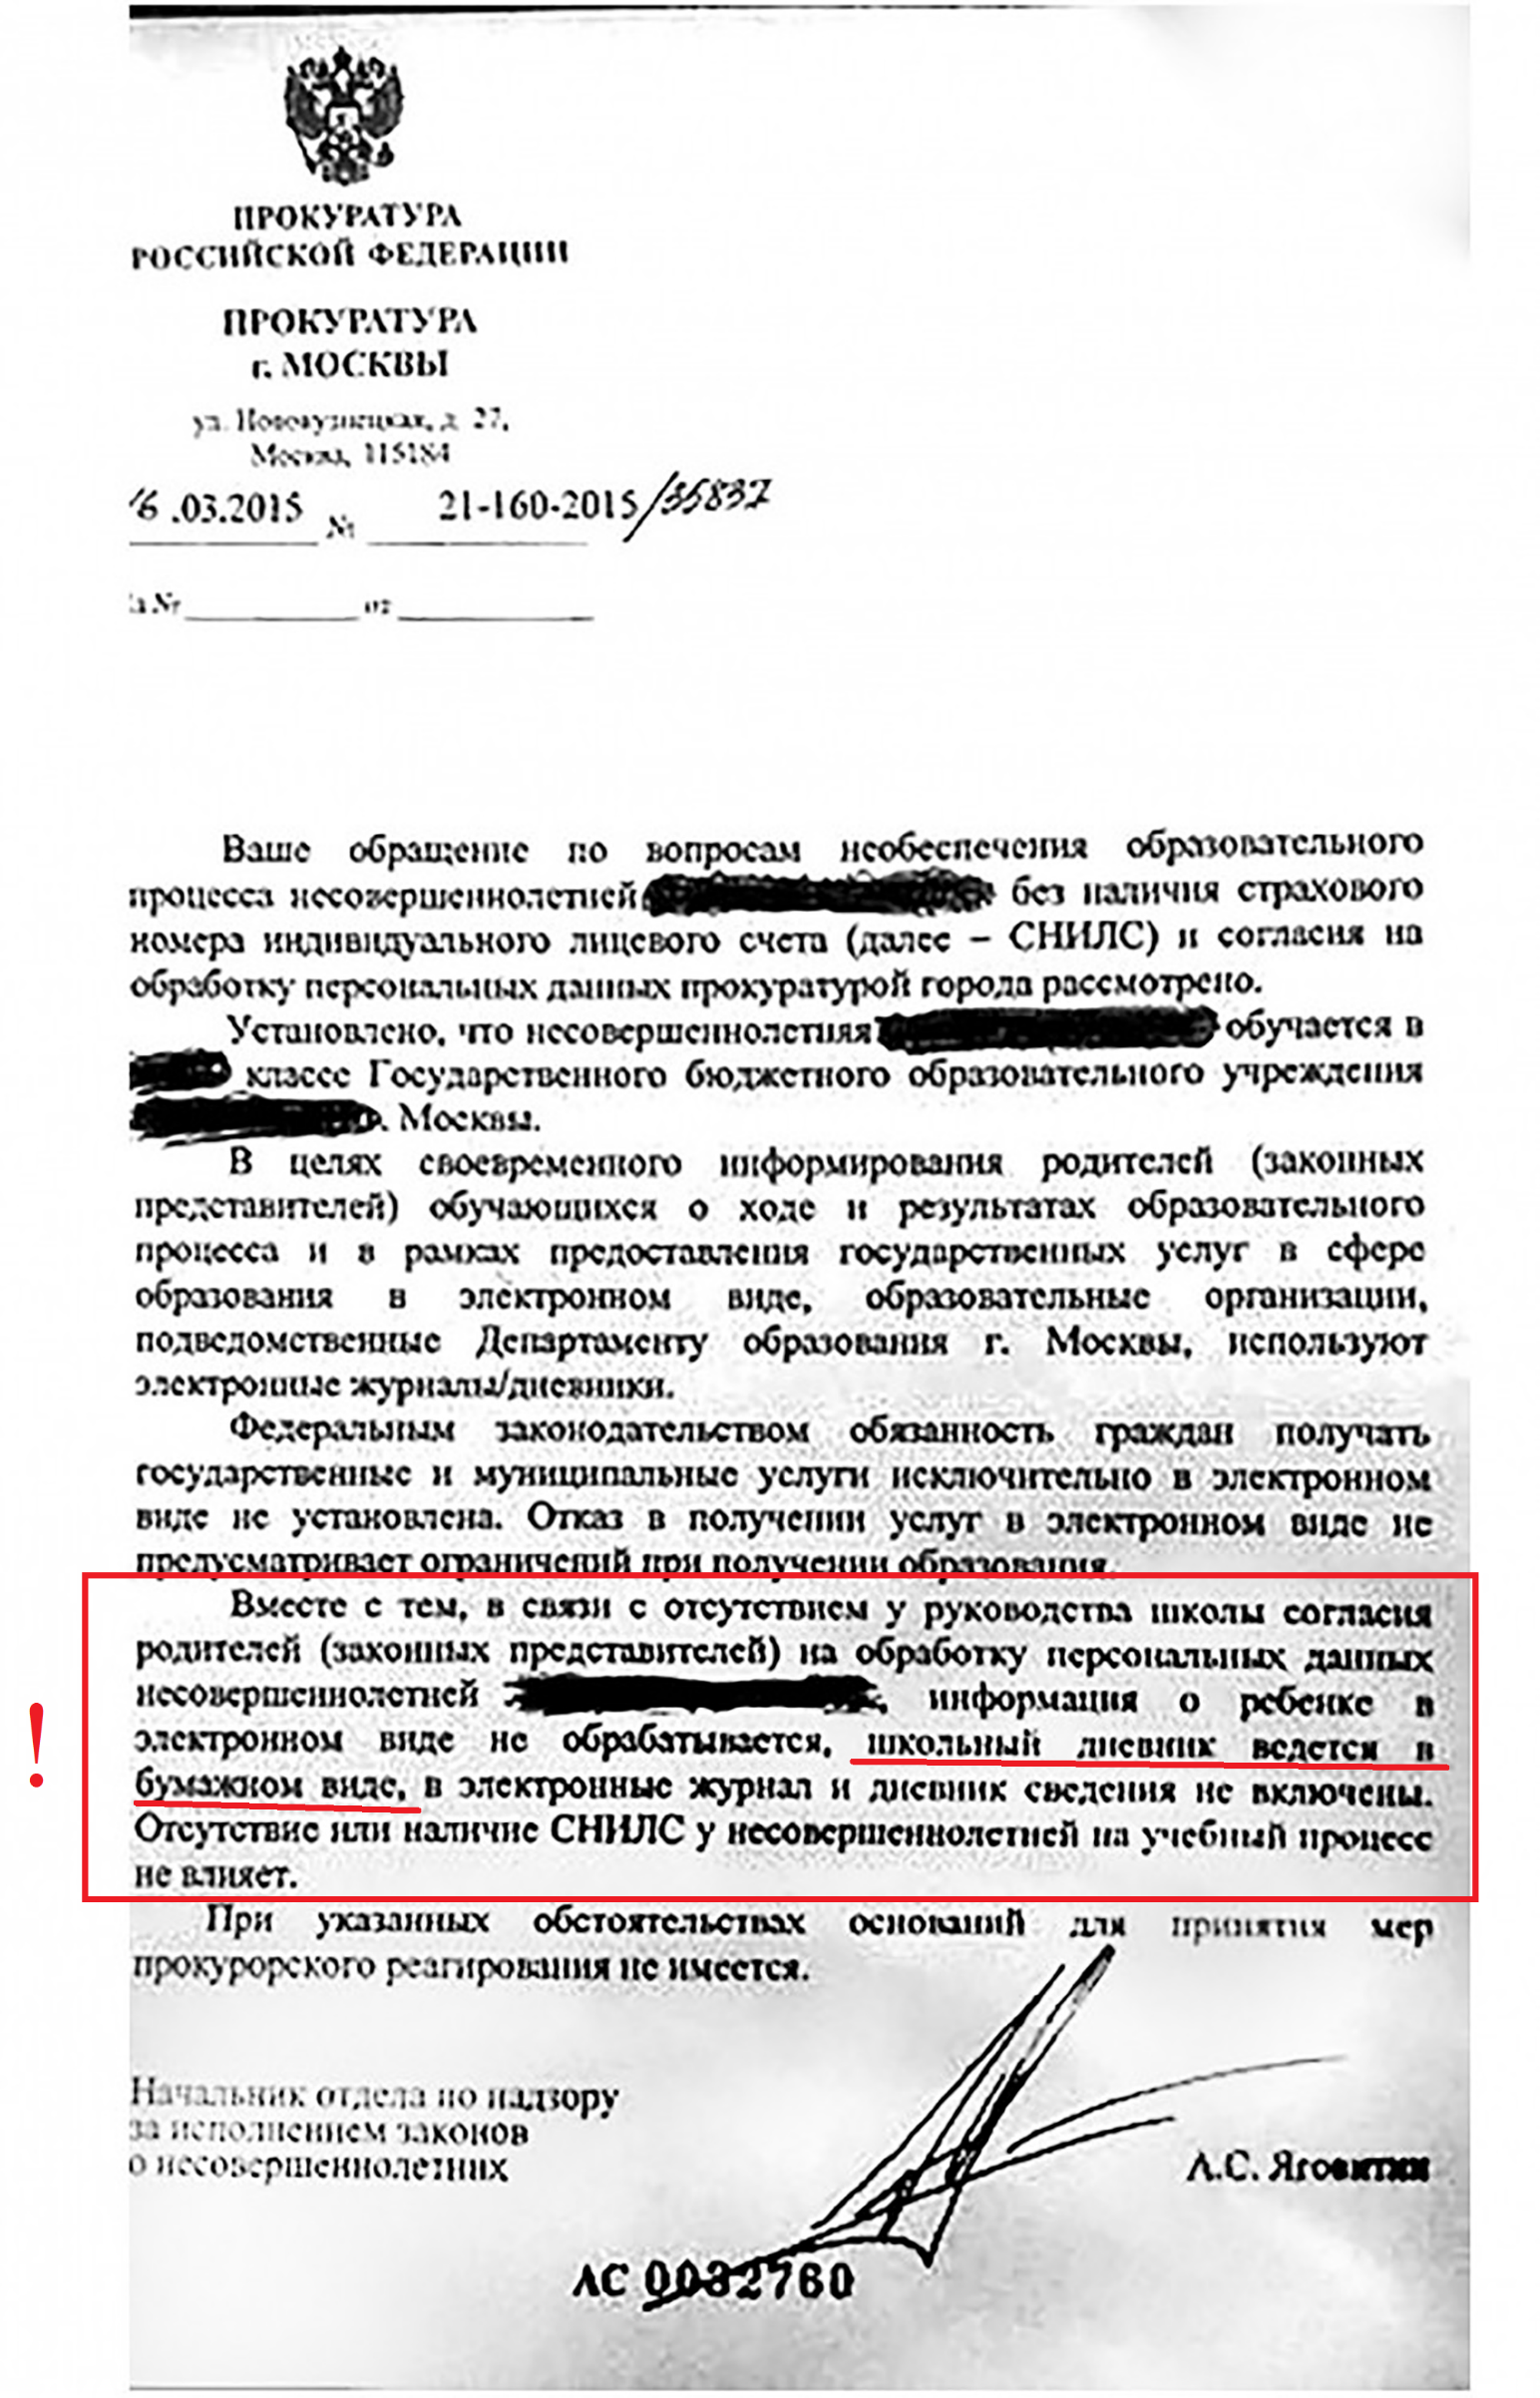 ПРОКУРАТУРА
РОССИЙСКОЙ ФЕДЕРАЦИИ
ПРОКУРАТУРА
г. МОСКВЫ
ул. Новокузнецкая, д. 27,
Москва, 115184
16 .03.2015 № 21-160-2015/35837
а № от
Ваше обращение по вопросам необеспечения образовательного
процесса несовершеннолетней без наличия страхового
номера индивидуального лицевого счета (далее – СНИЛС) и согласия на
обработку персональных данных прокуратурой города рассмотрено.
Установлено, что несовершеннолетняя обучается в
классе Государственного бюджетного образовательного учреждения
. Москвы.
В целях своевременного информирования родителей (законных
представителей) обучающихся о ходе и результатах образовательного
процесса и в рамках предоставления государственных услуг в сфере
образования в электронном виде, образовательные организации,
подведомственные Департаменту образования г. Москвы, используют
электронные журналы/дневники.
Федеральным законодательством обязанность граждан получать
государственные и муниципальные услуги исключительно в электронном
виде не установлена. Отказ в получении услуг в электронном виде не
предусматривает ограничений при получении образования.
Вместе с тем, в связи с отсутствием у руководства школы согласия
родителей (законных представителей) на обработку персональных данных
несовершеннолетней , информация о ребенке в
электронном виде не обрабатывается, школьный дневник ведется в
! бумажном виде, в электронные журнал и дневник сведения не включены.
Отсутствие или наличие СНИЛС у несовершеннолетней на учебный процесс
не влияет.
При указанных обстоятельствах оснований для принятия мер
прокурорского реагирования не имеется.
Начальник отдела по надзору
за исполнением законов
о несовершеннолетних А.С. Яговитин
АС 0032760